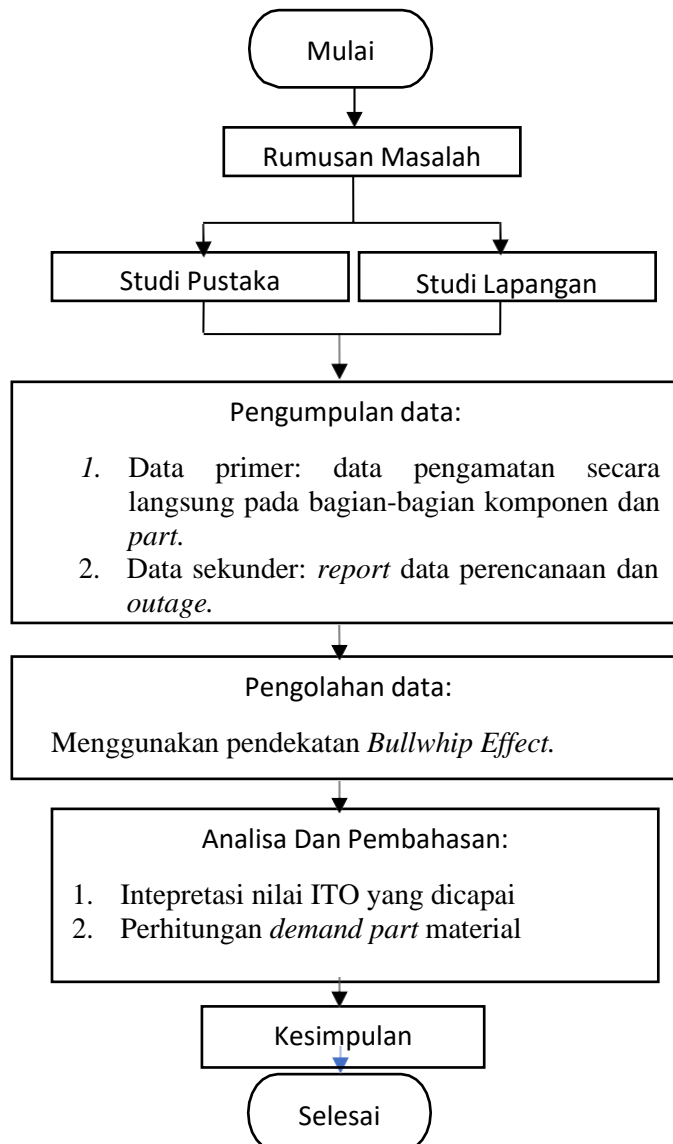 Mulai
Rumusan Masalah
Studi Pustaka
Studi Lapangan
Pengumpulan data:
1. Data primer: data pengamatan secara
langsung pada bagian-bagian komponen dan
part.
2. Data sekunder: report data perencanaan dan
outage.
Pengolahan data:
Menggunakan pendekatan Bullwhip Effect.
Analisa Dan Pembahasan:
1. Intepretasi nilai ITO yang dicapai
2. Perhitungan demand part material
Kesimpulan
Selesai